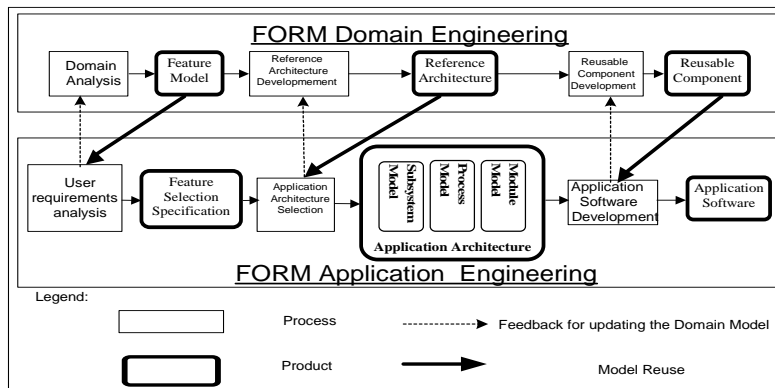 FORM Domain Engineering
Domain
Analysis
Feature
Model
Reference
Architecture
Developpement
Reference
Architecture
Reusable
Component
Development
Reusable
Component
User
requirements
analysis
Feature
Selection
Specification
Application
Architecture
Selection
Subsystem
Model
Process
Model
Module
Model
Application Architecture
Application
Software
Development
Application
Software
FORM Application Engineering
Legend:
Process
Feedback for updating the Domain Model
Product
Model Reuse